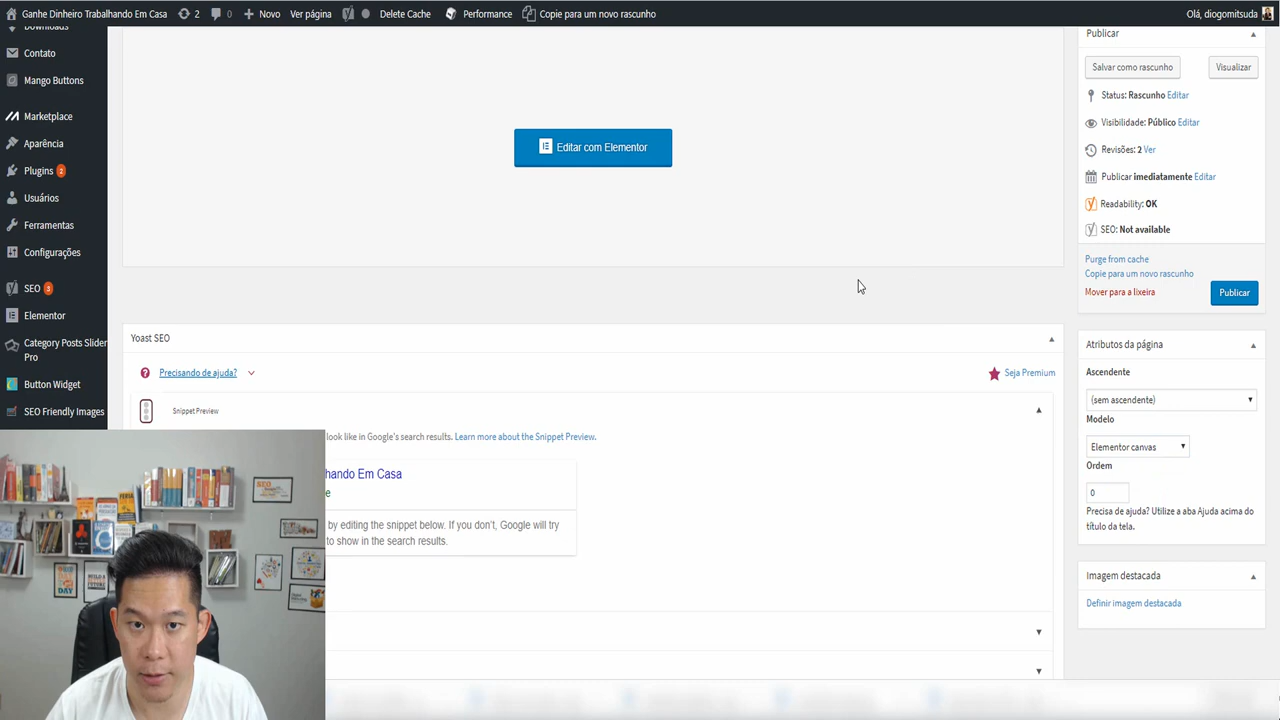 Ganhe Dinheiro Trabalhando Em Casa
2
0
+ Novo
Ver página
Delete Cache
Performance
Copie para um novo rascunho
Olá, diogomitsuda
Downloads
Contato
Mango Buttons
Marketplace
Aparência
Plugins 2
Usuários
Ferramentas
Configurações
SEO 3
Elementor
Category Posts Slider
Pro
Button Widget
SEO Friendly Images
Editar com Elementor
Yoast SEO
Precisando de ajuda?
Seja Premium
Snippet Preview
look like in Google's search results. Learn more about the Snippet Preview.
hando Em Casa
e
by editing the snippet below. If you don't, Google will try
to show in the search results.
Publicar
Salvar como rascunho
Visualizar
Status: Rascunho Editar
Visibilidade: Público Editar
Revisões: 2 Ver
Publicar imediatamente Editar
Readability: OK
SEO: Not available
Purge from cache
Copie para um novo rascunho
Mover para a lixeira
Publicar
Atributos da página
Ascendente
(sem ascendente)
Modelo
Elementor canvas
Ordem
0
Precisa de ajuda? Utilize a aba Ajuda acima do
título da tela.
Imagem destacada
Definir imagem destacada